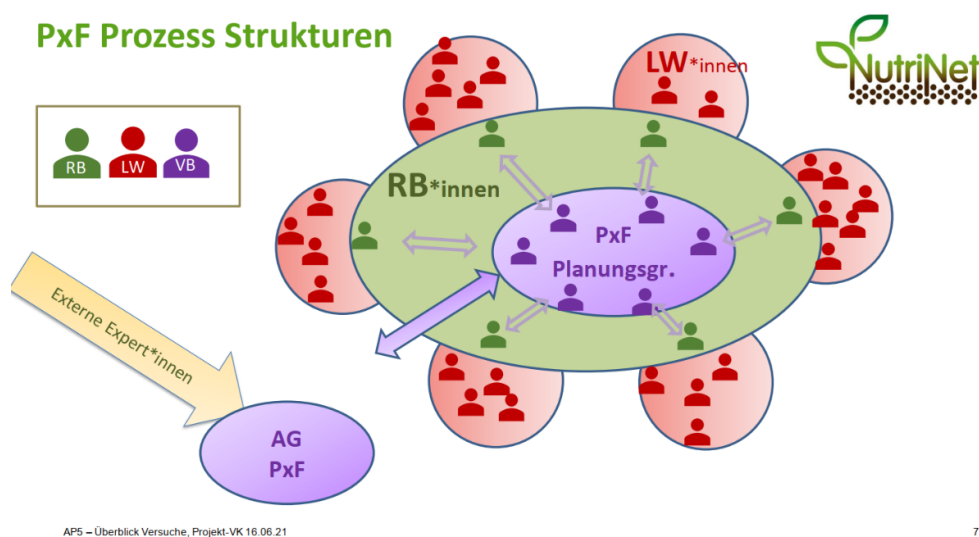 PxF Prozess Strukturen
LW*innen
NutriNet
RB LW VB
RB*innen
PxF
Planungsgr.
Externe Expert*innen
AG
PxF
AP5 – Überblick Versuche, Projekt-VK 16.06.21
7